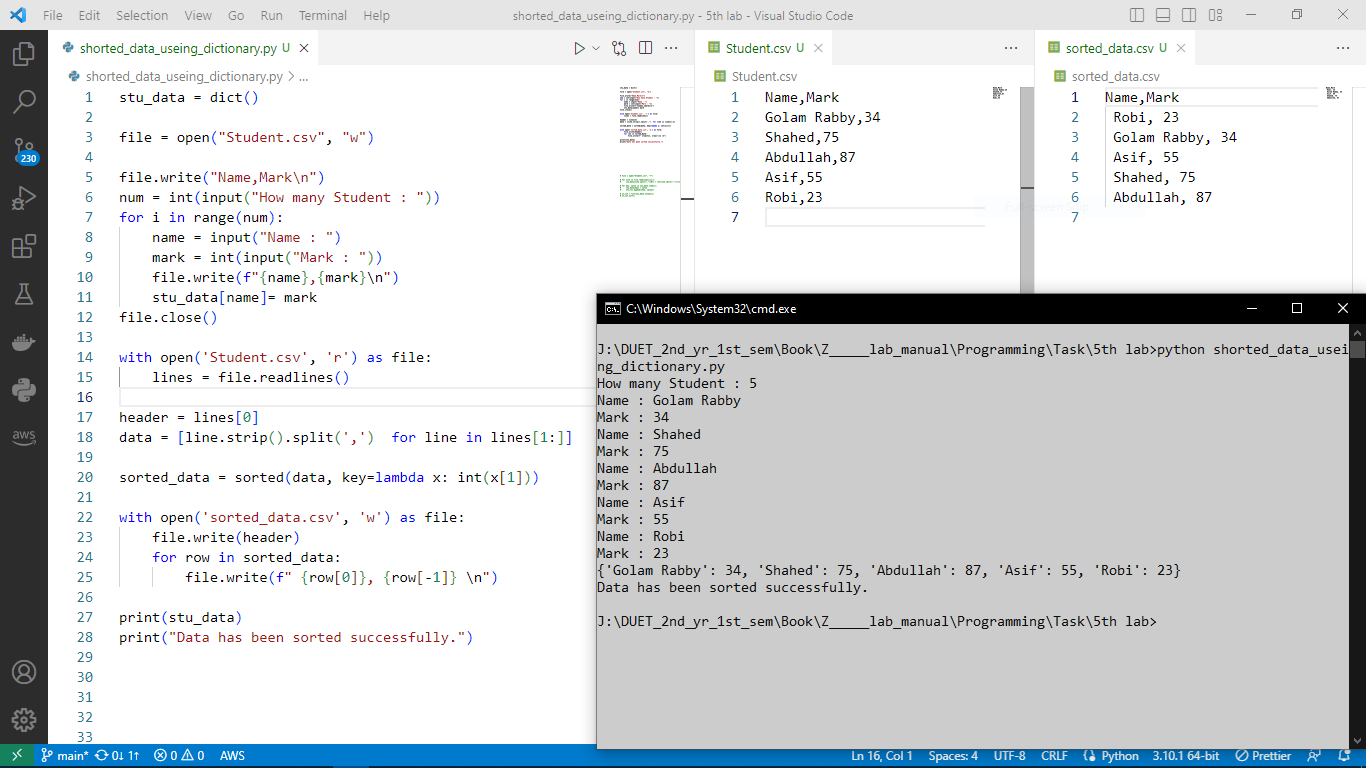 File Edit Selection View Go Run Terminal Help
shorted_data_useing_dictionary.py - 5th lab - Visual Studio Code
shorted_data_useing_dictionary.py U
shorted_data_useing_dictionary.py > ...
1 stu_data = dict()
2
3 file = open("Student.csv", "w")
4
5 file.write("Name,Mark\n")
6 num = int(input("How many Student : "))
7 for i in range(num):
8     name = input("Name : ")
9     mark = int(input("Mark : "))
10     file.write(f"{name},{mark}\n")
11     stu_data[name]= mark
12 file.close()
13
14 with open('Student.csv', 'r') as file:
15     lines = file.readlines()
16
17 header = lines[0]
18 data = [line.strip().split(',')  for line in lines[1:]]
19
20 sorted_data = sorted(data, key=lambda x: int(x[1]))
21
22 with open('sorted_data.csv', 'w') as file:
23     file.write(header)
24     for row in sorted_data:
25         file.write(f" {row[0]}, {row[-1]} \n")
26
27 print(stu_data)
28 print("Data has been sorted successfully.")
29
30
31
32
33
Student.csv U
Student.csv
1 Name,Mark
2 Golam Rabby,34
3 Shahed,75
4 Abdullah,87
5 Asif,55
6 Robi,23
7
sorted_data.csv U
sorted_data.csv
1 Name,Mark
2  Robi, 23
3  Golam Rabby, 34
4  Asif, 55
5  Shahed, 75
6  Abdullah, 87
7
C:\Windows\System32\cmd.exe
J:\DUET_2nd_yr_1st_sem\Book\Z_____lab_manual\Programming\Task\5th lab>python shorted_data_usei
ng_dictionary.py
How many Student : 5
Name : Golam Rabby
Mark : 34
Name : Shahed
Mark : 75
Name : Abdullah
Mark : 87
Name : Asif
Mark : 55
Name : Robi
Mark : 23
{'Golam Rabby': 34, 'Shahed': 75, 'Abdullah': 87, 'Asif': 55, 'Robi': 23}
Data has been sorted successfully.
J:\DUET_2nd_yr_1st_sem\Book\Z_____lab_manual\Programming\Task\5th lab>
230
aws
main* 0↓ 1↑ 0 0 AWS
Ln 16, Col 1 Spaces: 4 UTF-8 CRLF Python 3.10.1 64-bit Prettier